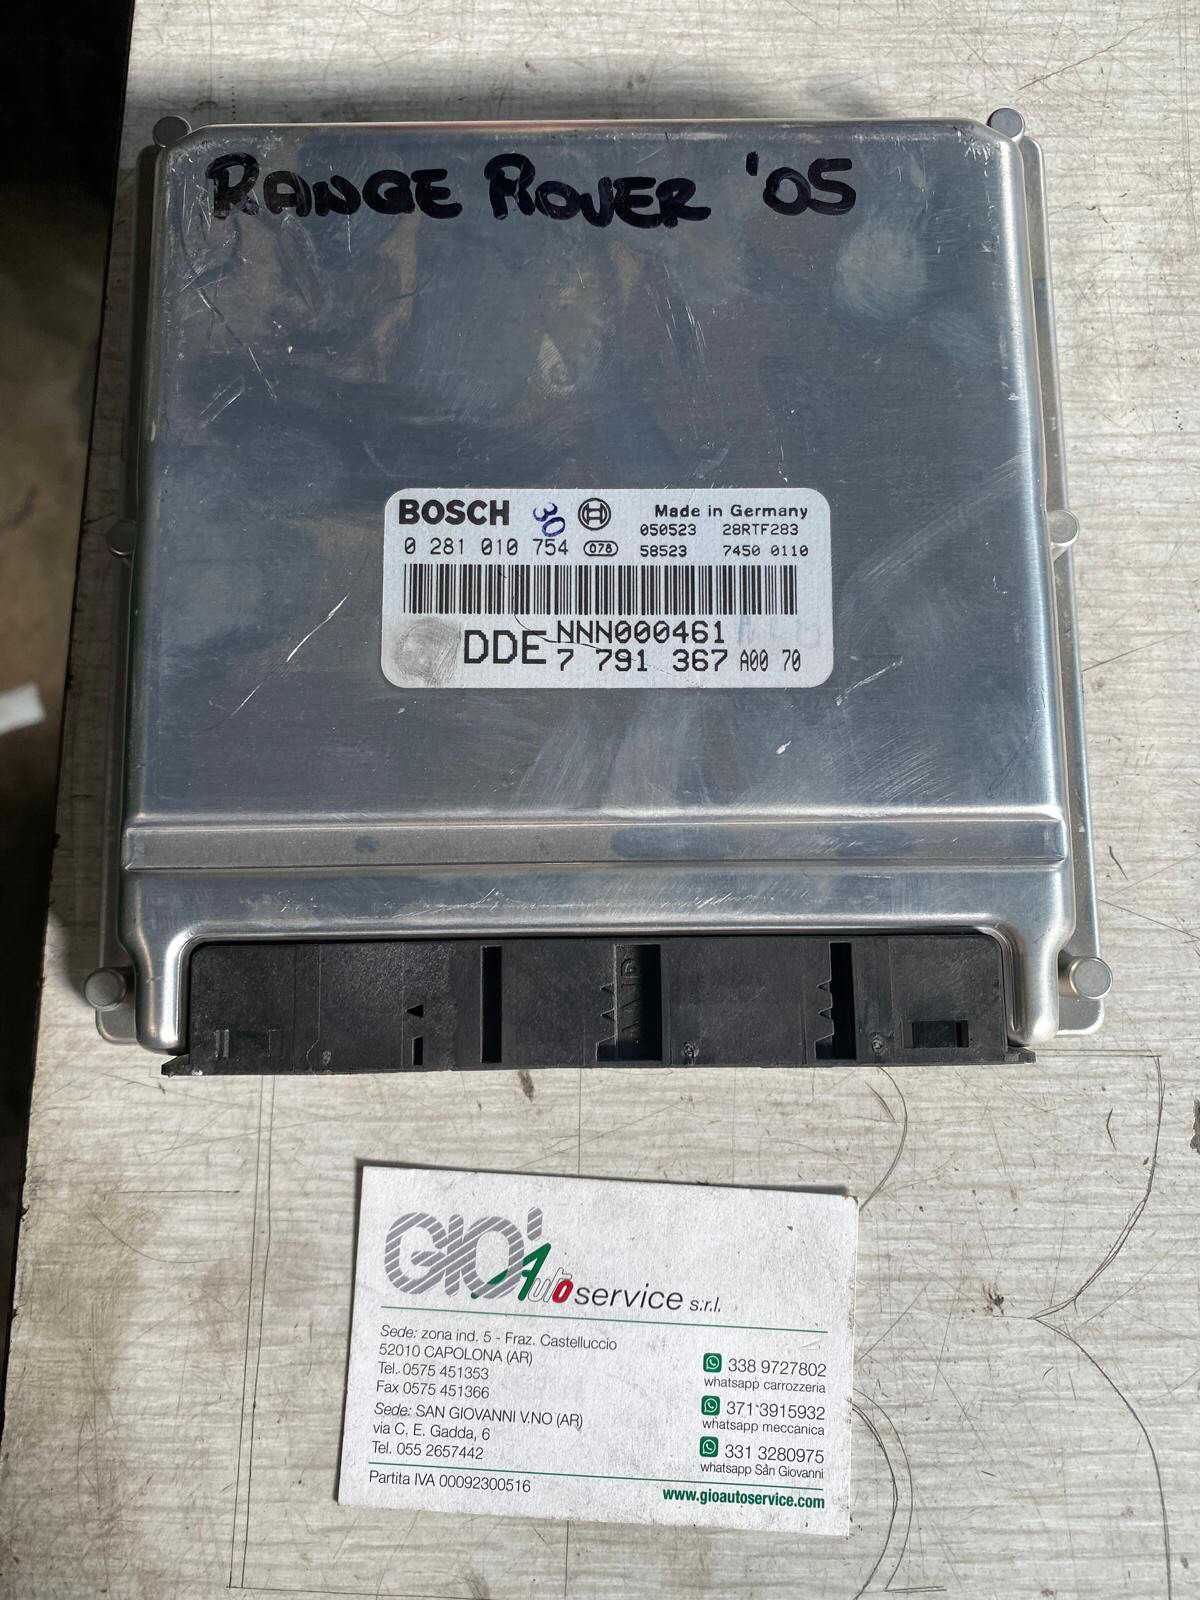 RANGE ROVER '05
BOSCH 30 Made in Germany
050523 28RTF283
0 281 010 754 078 58523 7450 0110
NNN000461
DDE 7 791 367 A00 70
GIO' Autoservice s.r.l.
Sede: zona ind. 5 - Fraz. Castelluccio
52010 CAPOLONA (AR)
Tel. 0575 451353
Fax 0575 451366
Sede: SAN GIOVANNI V.NO (AR)
via C. E. Gadda, 6
Tel. 055 2657442
Partita IVA 00092300516
338 9727802
whatsapp carrozzeria
371 3915932
whatsapp meccanica
331 3280975
whatsapp San Giovanni
www.gioautoservice.com